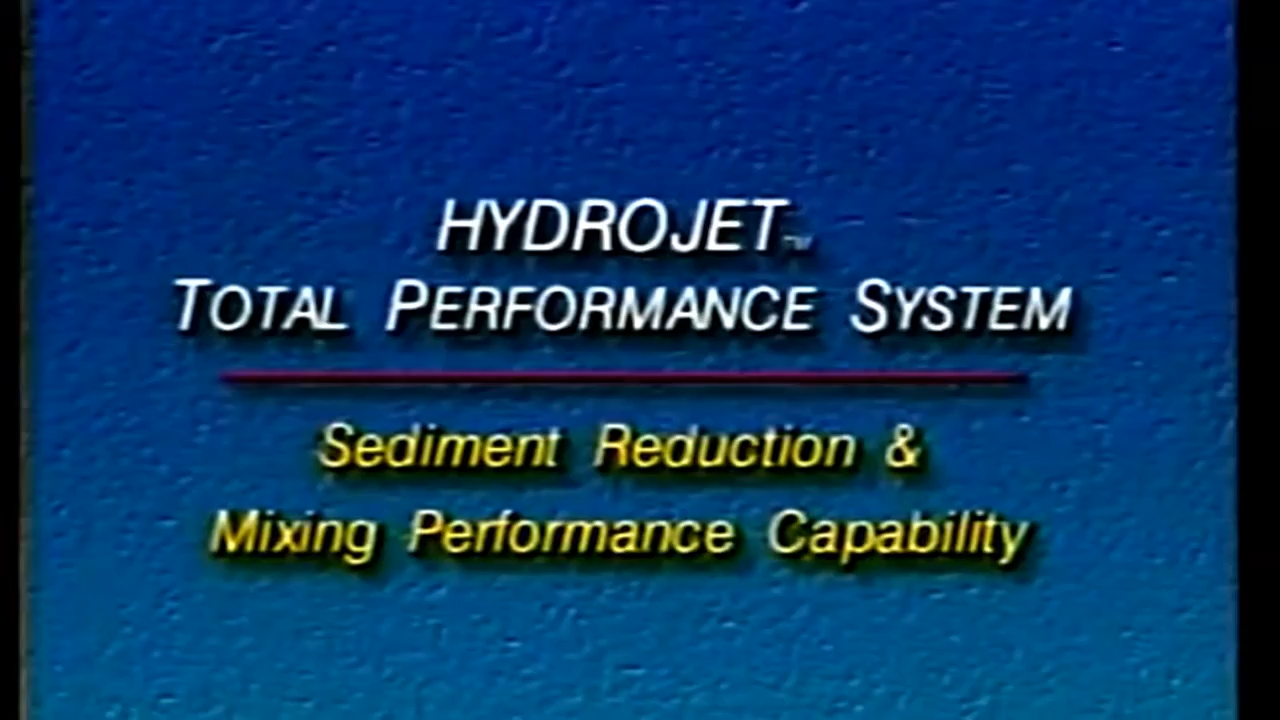 HYDROJET™
TOTAL PERFORMANCE SYSTEM
Sediment Reduction &
Mixing Performance Capability